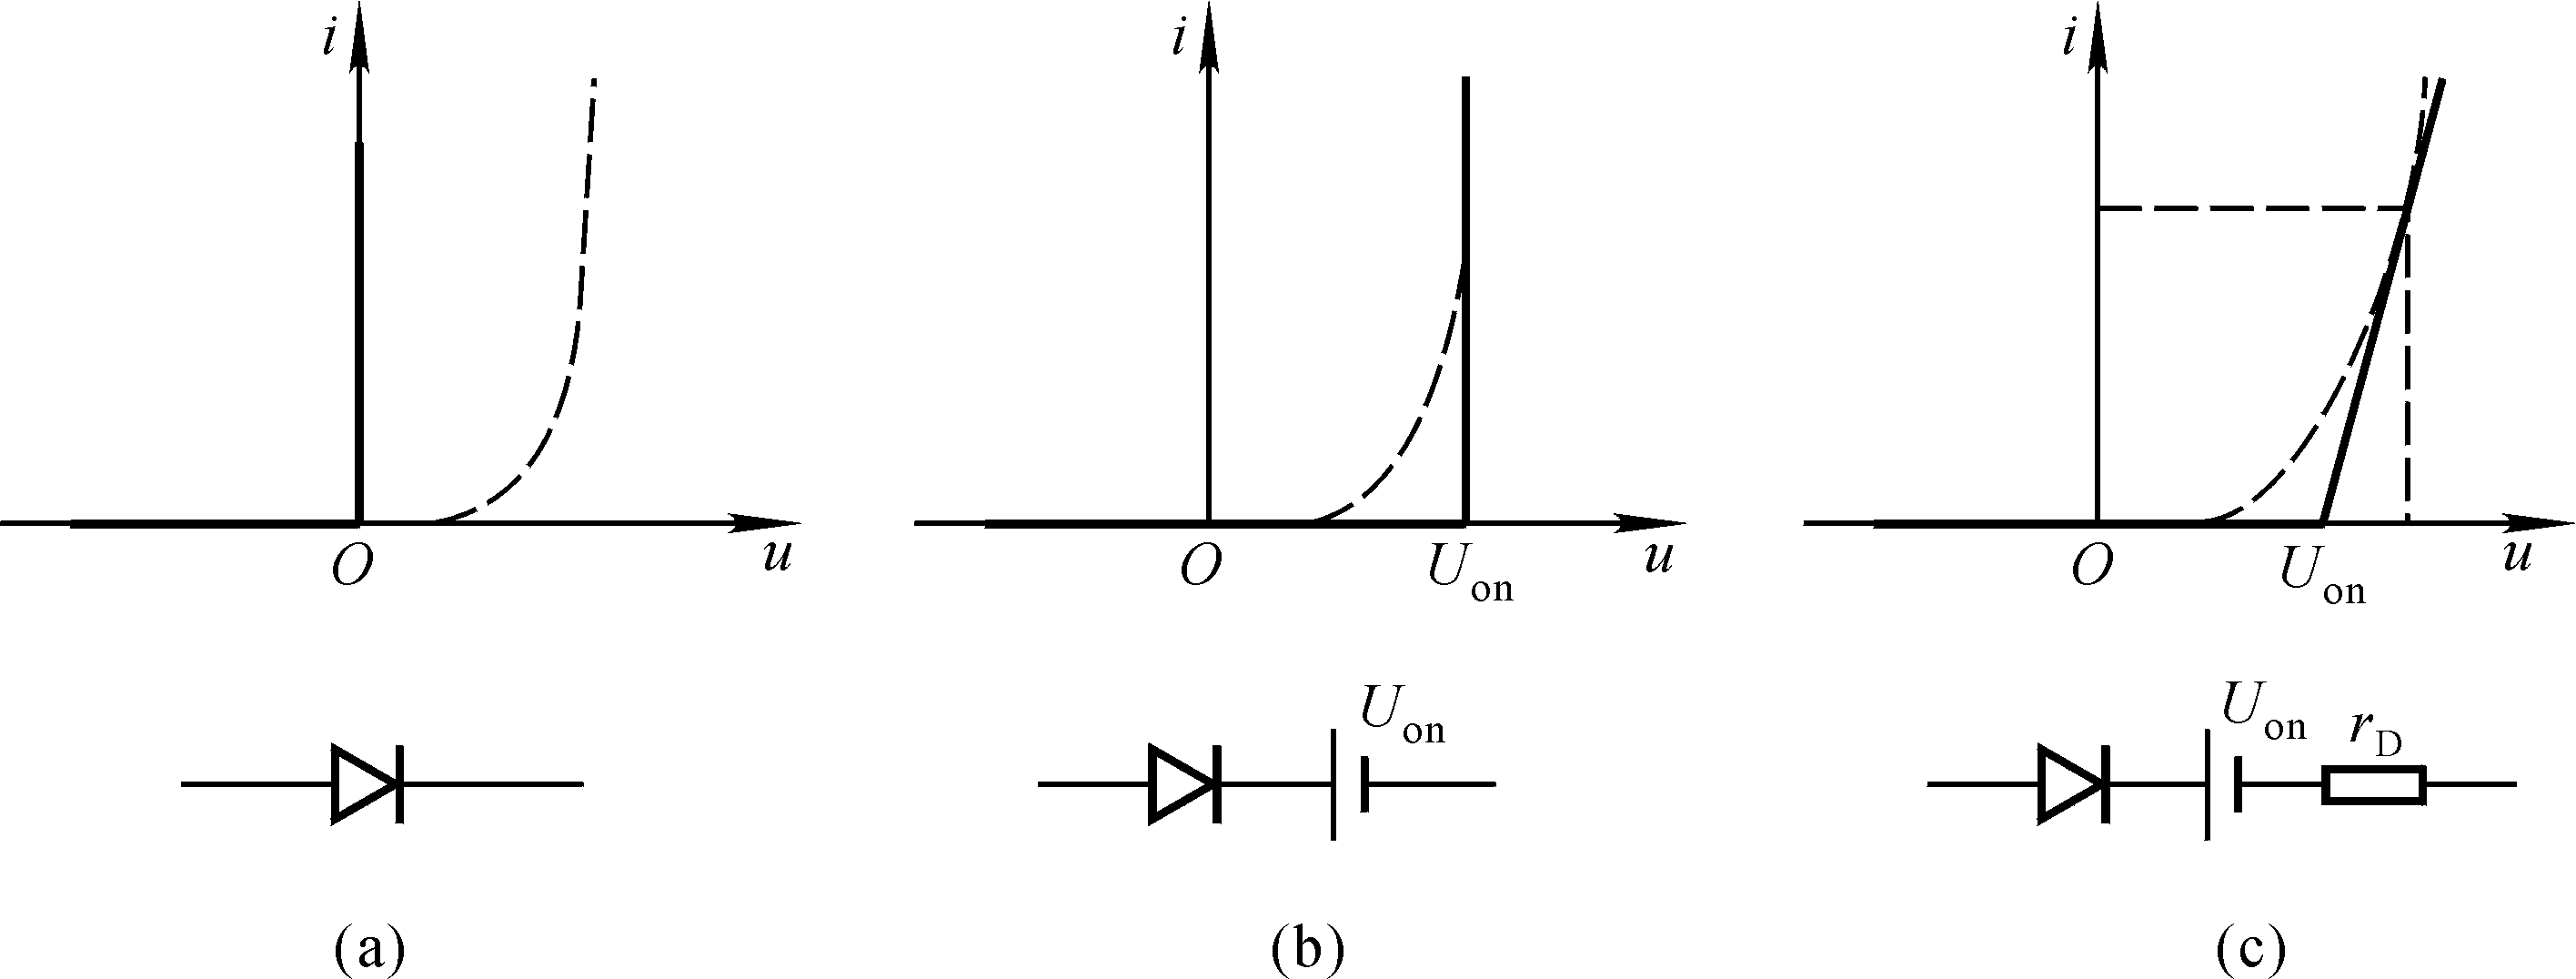 i i i
O u O U_on u O U_on u
U_on U_on r_D
(a) (b) (c)